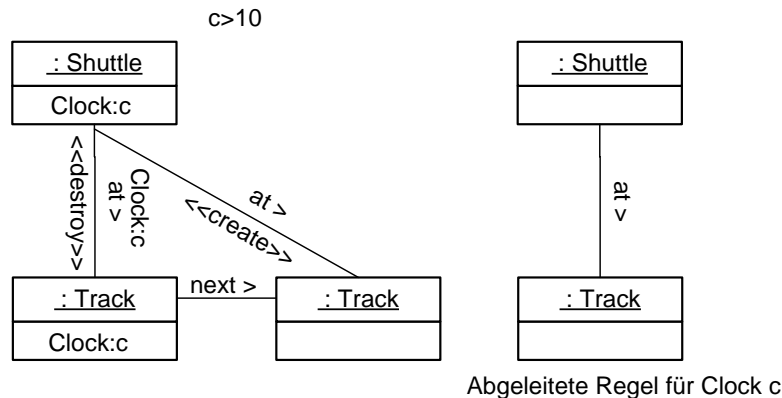 c>10
: Shuttle
Clock:c
<<destroy>>
at >
Clock:c
at >
<<create>>
: Track
Clock:c
next >
: Track
: Shuttle
at >
: Track
Abgeleitete Regel für Clock c